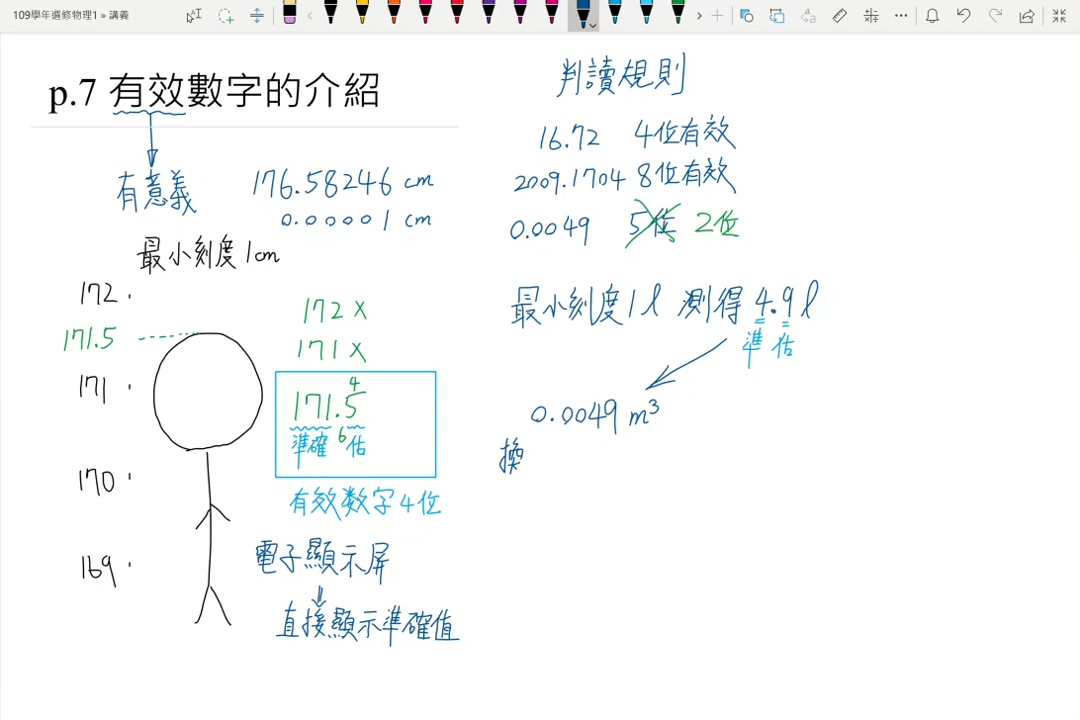 109學年選修物理1 » 講義
p.7 有效數字的介紹
有意義
176.58246 cm
0.00001 cm
最小刻度1cm
172
171.5
171
170
169
172 x
171 x
4
171.5
6
準確 估
有效数字4位
電子顯示屏
直接顯示準確值
判讀規則
16.72 4位有效
2009.1704 8位有效
0.0049 5位 2位
最小刻度1l 測得4.9l
準 估
0.0049 m³
換